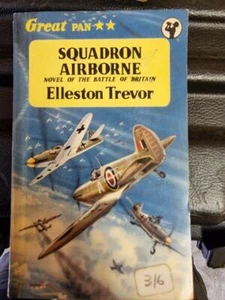 Great PAN ★★
SQUADRON
AIRBORNE
NOVEL OF THE BATTLE OF BRITAIN
Elleston Trevor
3/6